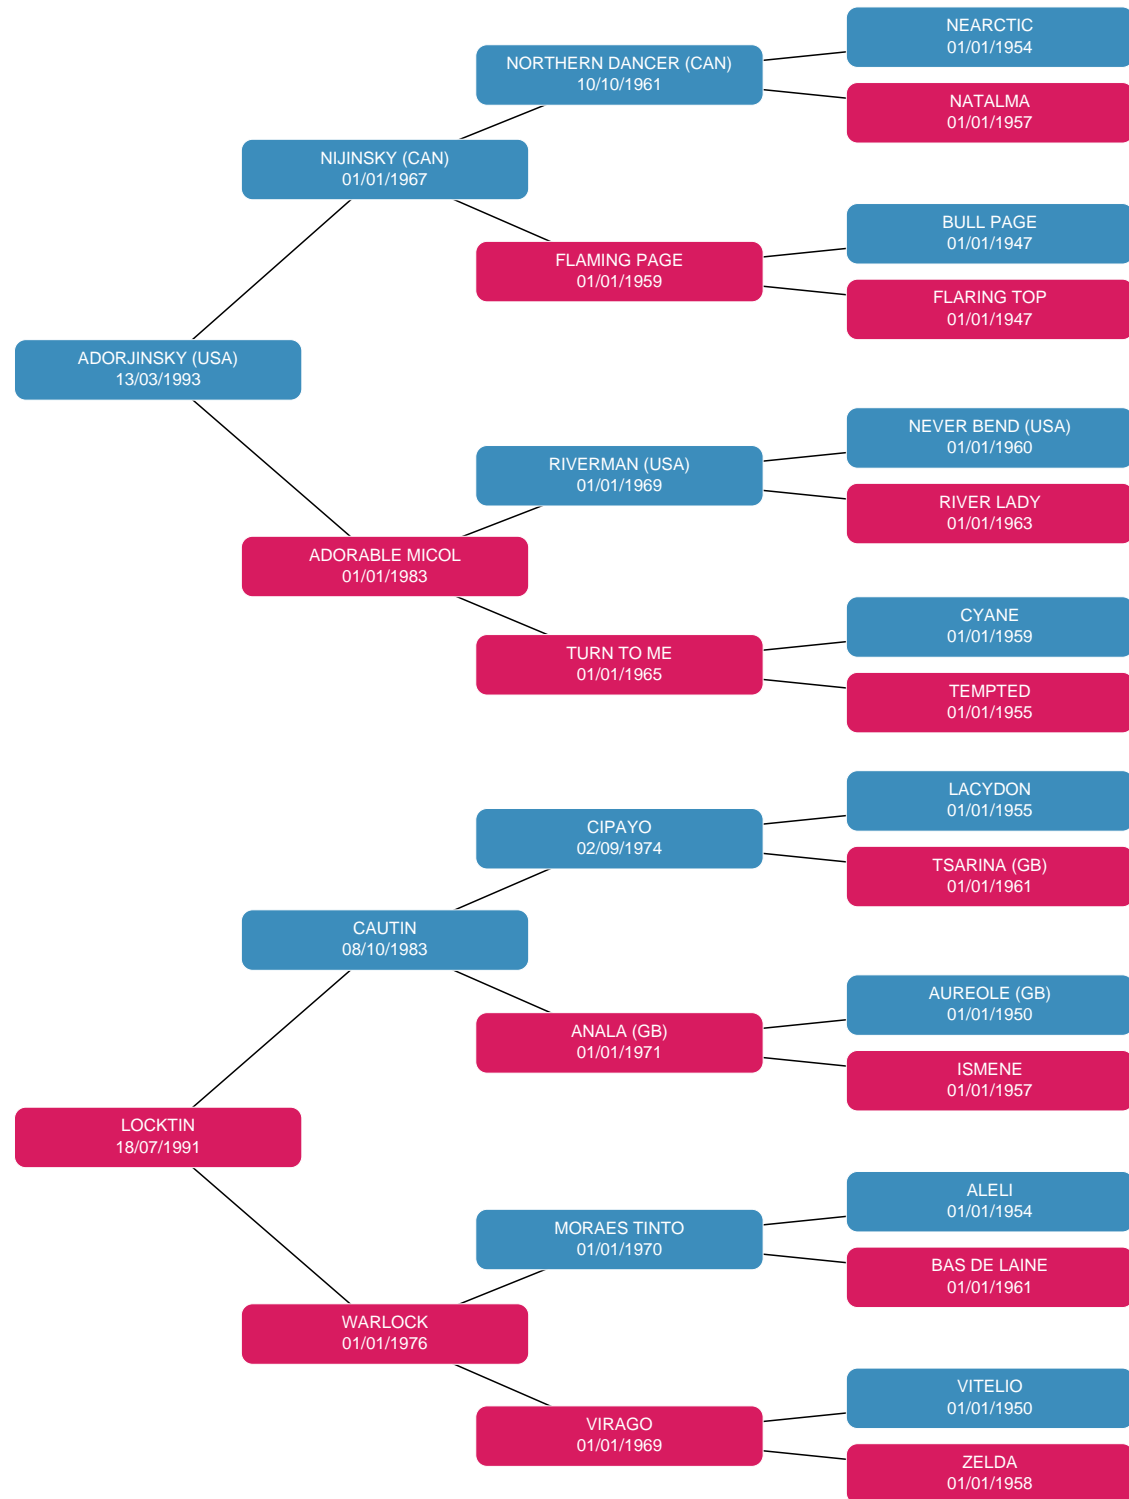 NEARCTIC
01/01/1954
NORTHERN DANCER (CAN)
10/10/1961
NATALMA
01/01/1957
NIJINSKY (CAN)
01/01/1967
BULL PAGE
01/01/1947
FLAMING PAGE
01/01/1959
FLARING TOP
01/01/1947
ADORJINSKY (USA)
13/03/1993
NEVER BEND (USA)
01/01/1960
RIVERMAN (USA)
01/01/1969
RIVER LADY
01/01/1963
ADORABLE MICOL
01/01/1983
CYANE
01/01/1959
TURN TO ME
01/01/1965
TEMPTED
01/01/1955
LACYDON
01/01/1955
CIPAYO
02/09/1974
TSARINA (GB)
01/01/1961
CAUTIN
08/10/1983
AUREOLE (GB)
01/01/1950
ANALA (GB)
01/01/1971
ISMENE
01/01/1957
LOCKTIN
18/07/1991
ALELI
01/01/1954
MORAES TINTO
01/01/1970
BAS DE LAINE
01/01/1961
WARLOCK
01/01/1976
VITELIO
01/01/1950
VIRAGO
01/01/1969
ZELDA
01/01/1958